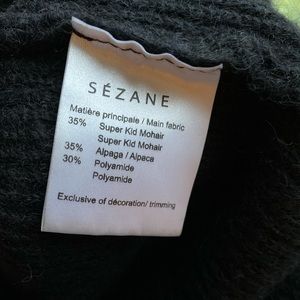 SÉZANE
Matière principale / Main fabric
35% Super Kid Mohair
Super Kid Mohair
35% Alpaga / Alpaca
30% Polyamide
Polyamide
Exclusive of décoration/ trimming